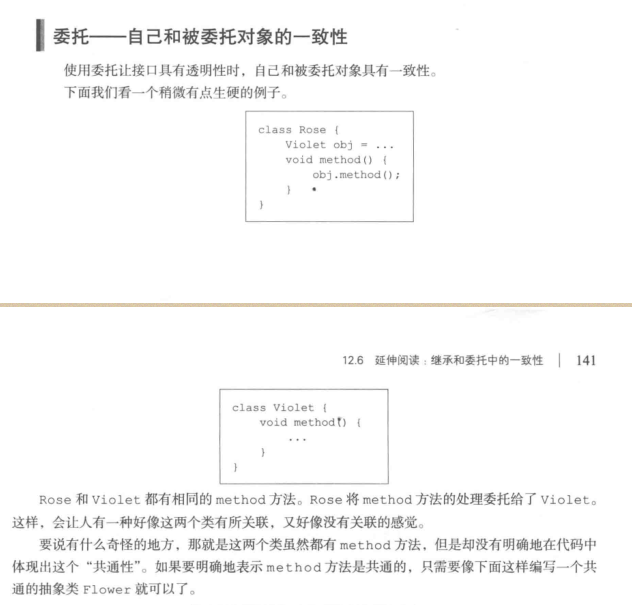 委托——自己和被委托对象的一致性
使用委托让接口具有透明性时，自己和被委托对象具有一致性。
下面我们看一个稍微有点生硬的例子。
class Rose {
    Violet obj = ...
    void method() {
        obj.method();
    }
}
12.6 延伸阅读：继承和委托中的一致性 | 141
class Violet {
    void method() {
        ...
    }
}
Rose 和 Violet 都有相同的 method 方法。Rose 将 method 方法的处理委托给了 Violet。
这样，会让人有一种好像这两个类有所关联，又好像没有关联的感觉。
要说有什么奇怪的地方，那就是这两个类虽然都有 method 方法，但是却没有明确地在代码中
体现出这个“共通性”。如果要明确地表示 method 方法是共通的，只需要像下面这样编写一个共
通的抽象类 Flower 就可以了。